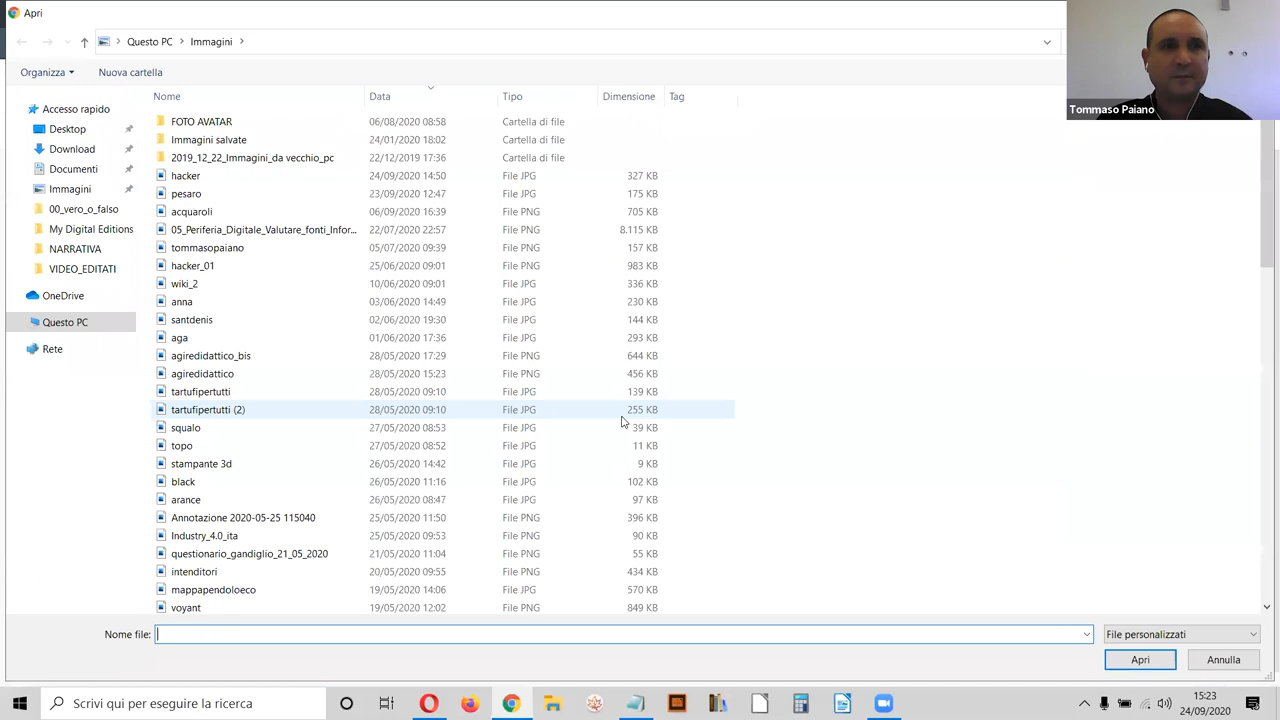 Apri
Questo PC > Immagini >
Organizza Nuova cartella
Nome Data Tipo Dimensione Tag
Tommaso Paiano
Accesso rapido
Desktop
Download
Documenti
Immagini
00_vero_o_falso
My Digital Editions
NARRATIVA
VIDEO_EDITATI
OneDrive
Questo PC
Rete
FOTO AVATAR 06/08/2020 08:58 Cartella di file
Immagini salvate 24/01/2020 18:02 Cartella di file
2019_12_22_Immagini_da vecchio_pc 22/12/2019 17:36 Cartella di file
hacker 24/09/2020 14:50 File JPG 327 KB
pesaro 23/09/2020 12:47 File JPG 175 KB
acquaroli 06/09/2020 16:39 File PNG 705 KB
05_Periferia_Digitale_Valutare_fonti_Infor... 22/07/2020 22:57 File PNG 8.115 KB
tommasopaiano 05/07/2020 09:39 File PNG 157 KB
hacker_01 25/06/2020 09:01 File PNG 983 KB
wiki_2 10/06/2020 09:01 File JPG 336 KB
anna 03/06/2020 14:49 File JPG 230 KB
santdenis 02/06/2020 19:30 File JPG 144 KB
aga 01/06/2020 17:36 File JPG 293 KB
agiredidattico_bis 28/05/2020 17:29 File PNG 644 KB
agiredidattico 28/05/2020 15:23 File PNG 456 KB
tartufipertutti 28/05/2020 09:10 File JPG 139 KB
tartufipertutti (2) 28/05/2020 09:10 File JPG 255 KB
squalo 27/05/2020 08:53 File JPG 39 KB
topo 27/05/2020 08:52 File JPG 11 KB
stampante 3d 26/05/2020 14:42 File JPG 9 KB
black 26/05/2020 11:16 File JPG 102 KB
arance 26/05/2020 08:47 File JPG 97 KB
Annotazione 2020-05-25 115040 25/05/2020 11:50 File PNG 396 KB
Industry_4.0_ita 25/05/2020 09:53 File PNG 90 KB
questionario_gandiglio_21_05_2020 21/05/2020 11:04 File PNG 55 KB
intenditori 20/05/2020 09:55 File PNG 434 KB
mappapendoloeco 19/05/2020 14:06 File JPG 570 KB
voyant 19/05/2020 12:02 File PNG 849 KB
Nome file: File personalizzati
Apri Annulla
Scrivi qui per eseguire la ricerca
15:23
24/09/2020